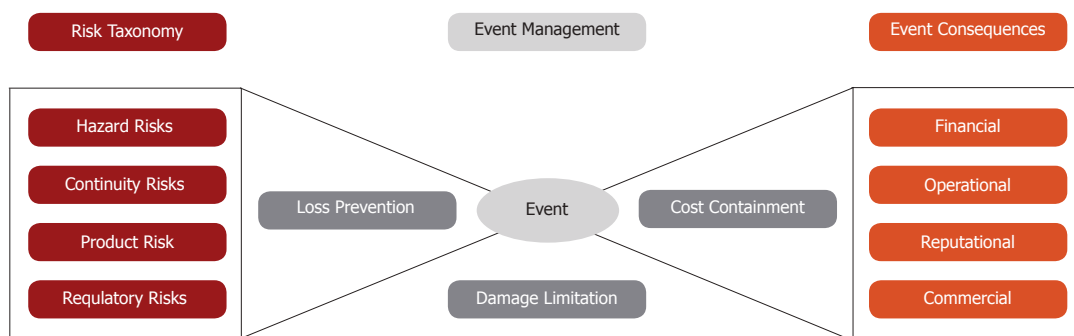 Risk Taxonomy
Event Management
Event Consequences
Hazard Risks
Financial
Continuity Risks
Operational
Loss Prevention
Event
Cost Containment
Product Risk
Reputational
Requlatory Risks
Damage Limitation
Commercial